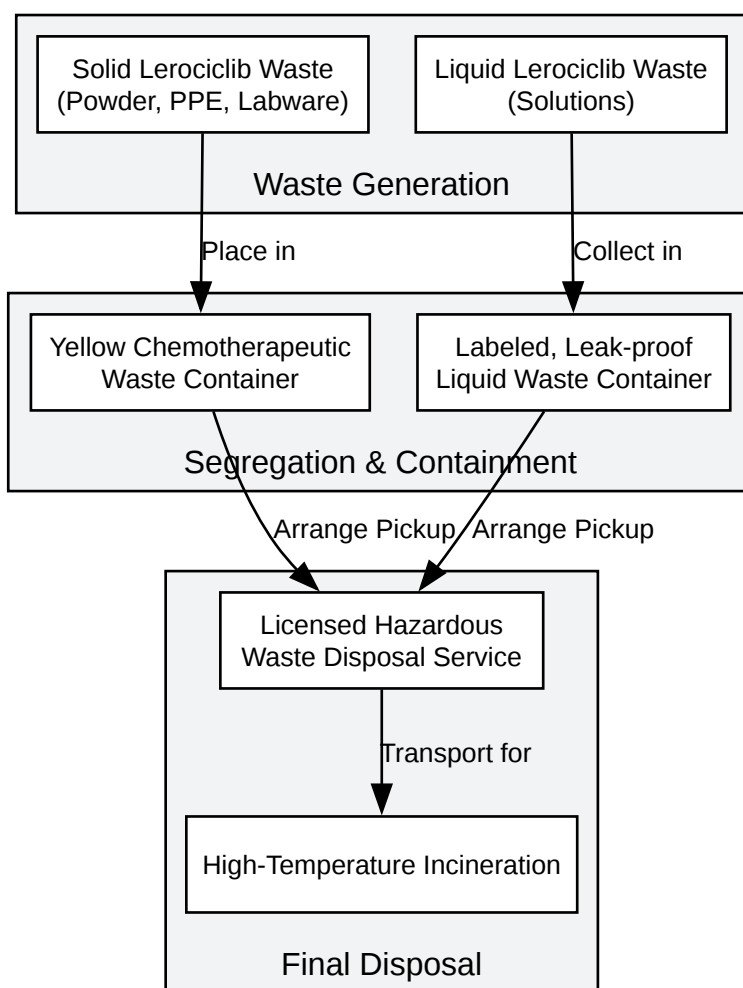 Solid Lerociclib Waste
(Powder, PPE, Labware)
Liquid Lerociclib Waste
(Solutions)
Waste Generation
Place in
Collect in
Yellow Chemotherapeutic
Waste Container
Labeled, Leak-proof
Liquid Waste Container
Segregation & Containment
Arrange Pickup
Arrange Pickup
Licensed Hazardous
Waste Disposal Service
Transport for
High-Temperature Incineration
Final Disposal